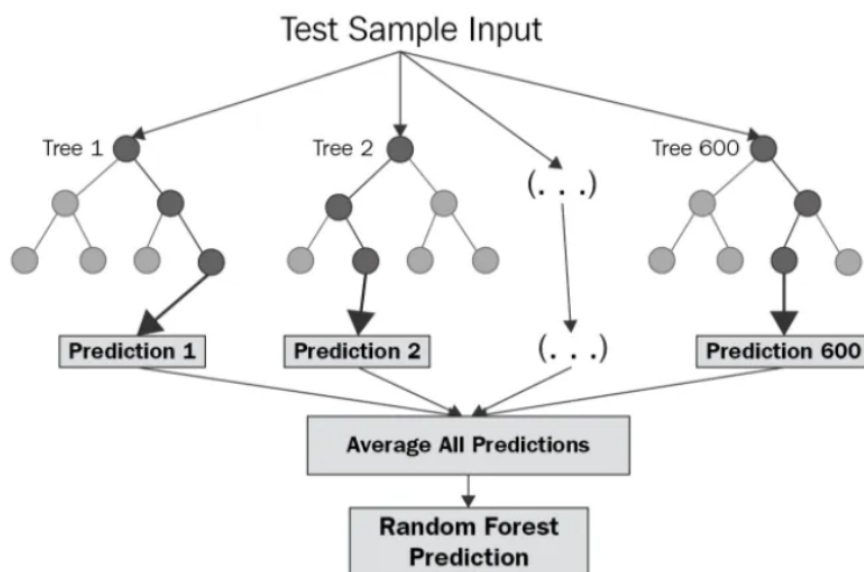 Test Sample Input
Tree 1
Tree 2
Tree 600
(. . .)
Prediction 1
Prediction 2
(. . .)
Prediction 600
Average All Predictions
Random Forest
Prediction